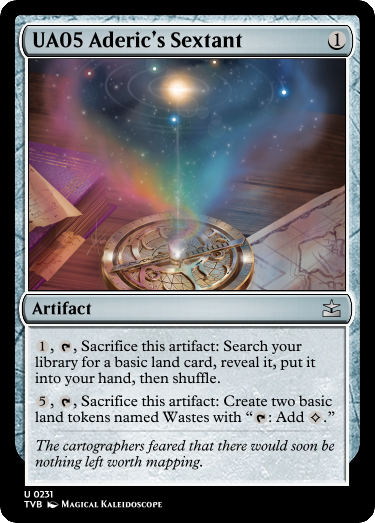 UA05 Aderic's Sextant 1
Artifact
1, T, Sacrifice this artifact: Search your
library for a basic land card, reveal it, put it
into your hand, then shuffle.
5, T, Sacrifice this artifact: Create two basic
land tokens named Wastes with “T: Add C.”
The cartographers feared that there would soon be
nothing left worth mapping.
U 0231
TVB Magical Kaleidoscope